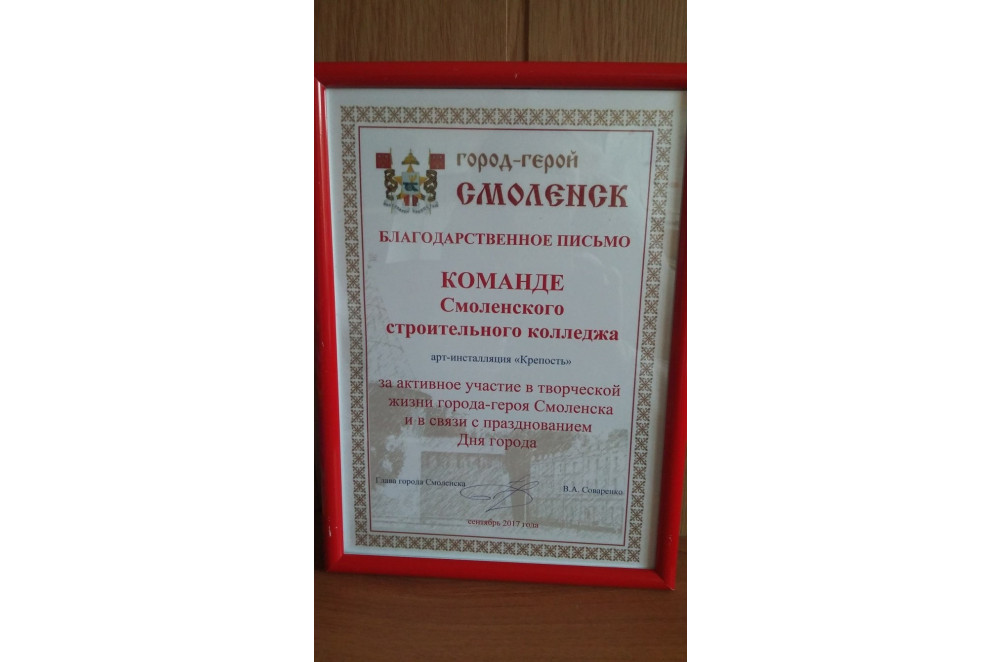 ГОРОД-ГЕРОЙ
СМОЛЕНСК
БЛАГОДАРСТВЕННОЕ ПИСЬМО
КОМАНДЕ
Смоленского
строительного колледжа
арт-инсталляция «Крепость»
за активное участие в творческой
жизни города-героя Смоленска
и в связи с празднованием
Дня города
Глава города Смоленска
В.А. Соваренко
сентябрь 2017 года